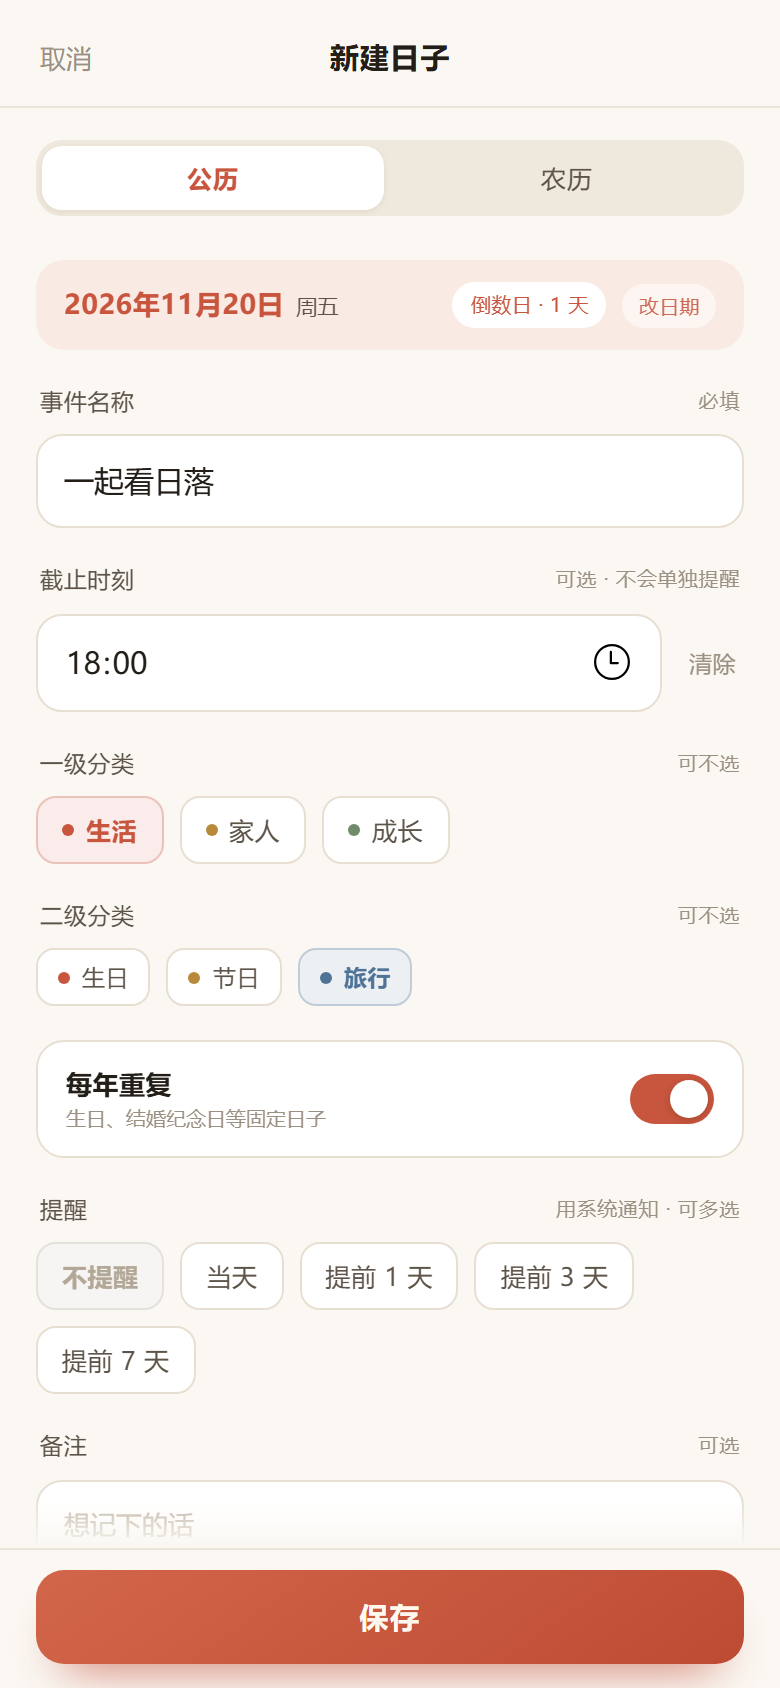 取消 新建日子
公历 农历
2026年11月20日 周五 倒数日 · 1 天 改日期
事件名称 必填
一起看日落
截止时刻 可选 · 不会单独提醒
18:00 清除
一级分类 可不选
生活 家人 成长
二级分类 可不选
生日 节日 旅行
每年重复
生日、结婚纪念日等固定日子
提醒 用系统通知 · 可多选
不提醒 当天 提前 1 天 提前 3 天
提前 7 天
备注 可选
想记下的话
保存